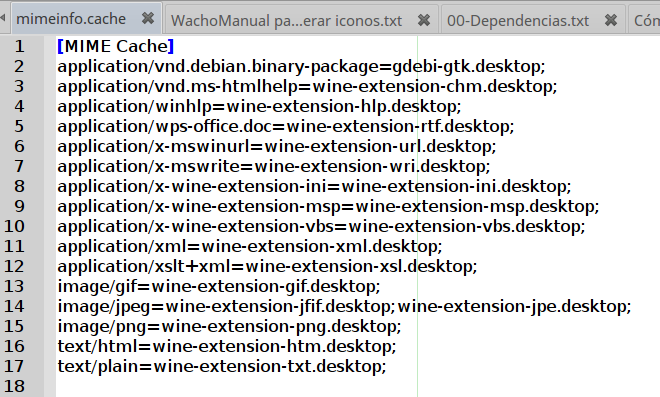 mimeinfo.cache WachoManual pa...erar iconos.txt 00-Dependencias.txt Cóm
1 [MIME Cache]
2 application/vnd.debian.binary-package=gdebi-gtk.desktop;
3 application/vnd.ms-htmlhelp=wine-extension-chm.desktop;
4 application/winhlp=wine-extension-hlp.desktop;
5 application/wps-office.doc=wine-extension-rtf.desktop;
6 application/x-mswinurl=wine-extension-url.desktop;
7 application/x-mswrite=wine-extension-wri.desktop;
8 application/x-wine-extension-ini=wine-extension-ini.desktop;
9 application/x-wine-extension-msp=wine-extension-msp.desktop;
10 application/x-wine-extension-vbs=wine-extension-vbs.desktop;
11 application/xml=wine-extension-xml.desktop;
12 application/xslt+xml=wine-extension-xsl.desktop;
13 image/gif=wine-extension-gif.desktop;
14 image/jpeg=wine-extension-jfif.desktop;wine-extension-jpe.desktop;
15 image/png=wine-extension-png.desktop;
16 text/html=wine-extension-htm.desktop;
17 text/plain=wine-extension-txt.desktop;
18